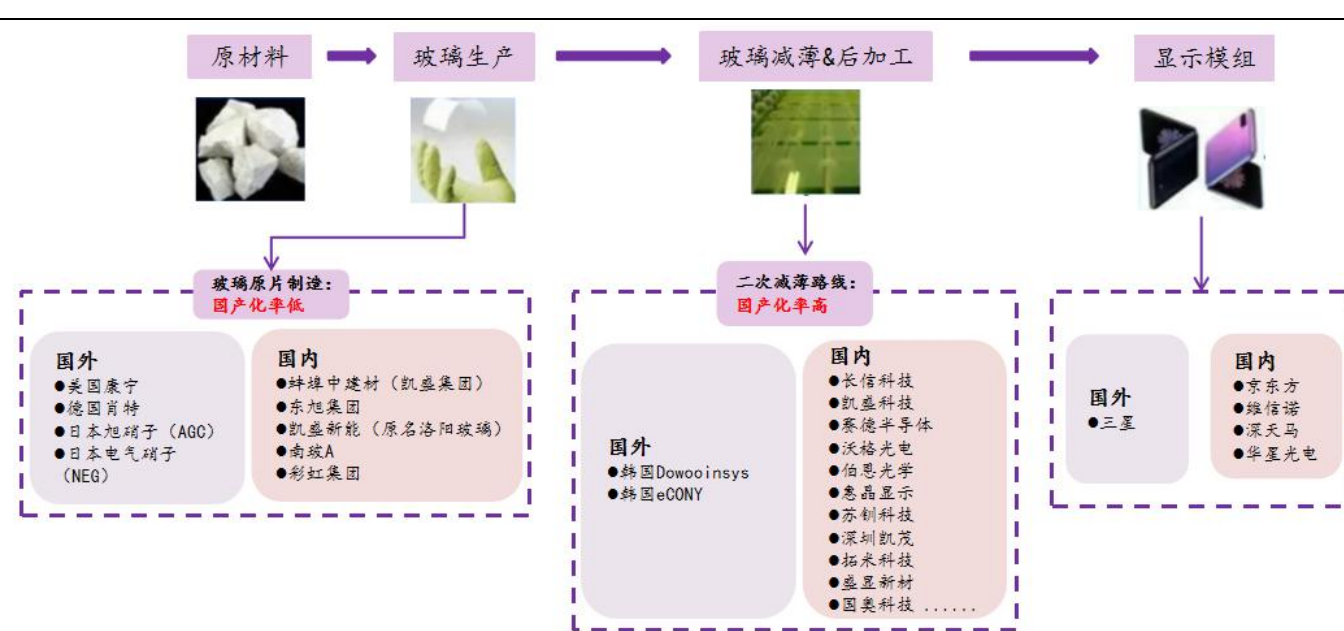 原材料
玻璃生产
玻璃减薄&后加工
显示模组
玻璃原片制造：
国产化率低
国外
●美国康宁
●德国肖特
●日本旭硝子（AGC）
●日本电气硝子
（NEG）
国内
●蚌埠中建材（凯盛集团）
●东旭集团
●凯盛新能（原名洛阳玻璃）
●南玻A
●彩虹集团
二次减薄路线：
国产化率高
国外
●韩国Dowooinsys
●韩国eCONY
国内
●长信科技
●凯盛科技
●赛德半导体
●沃格光电
●伯恩光学
●惠晶显示
●苏钏科技
●深圳凯茂
●拓米科技
●盛显新材
●国奥科技 ......
国外
●三星
国内
●京东方
●维信诺
●深天马
●华星光电